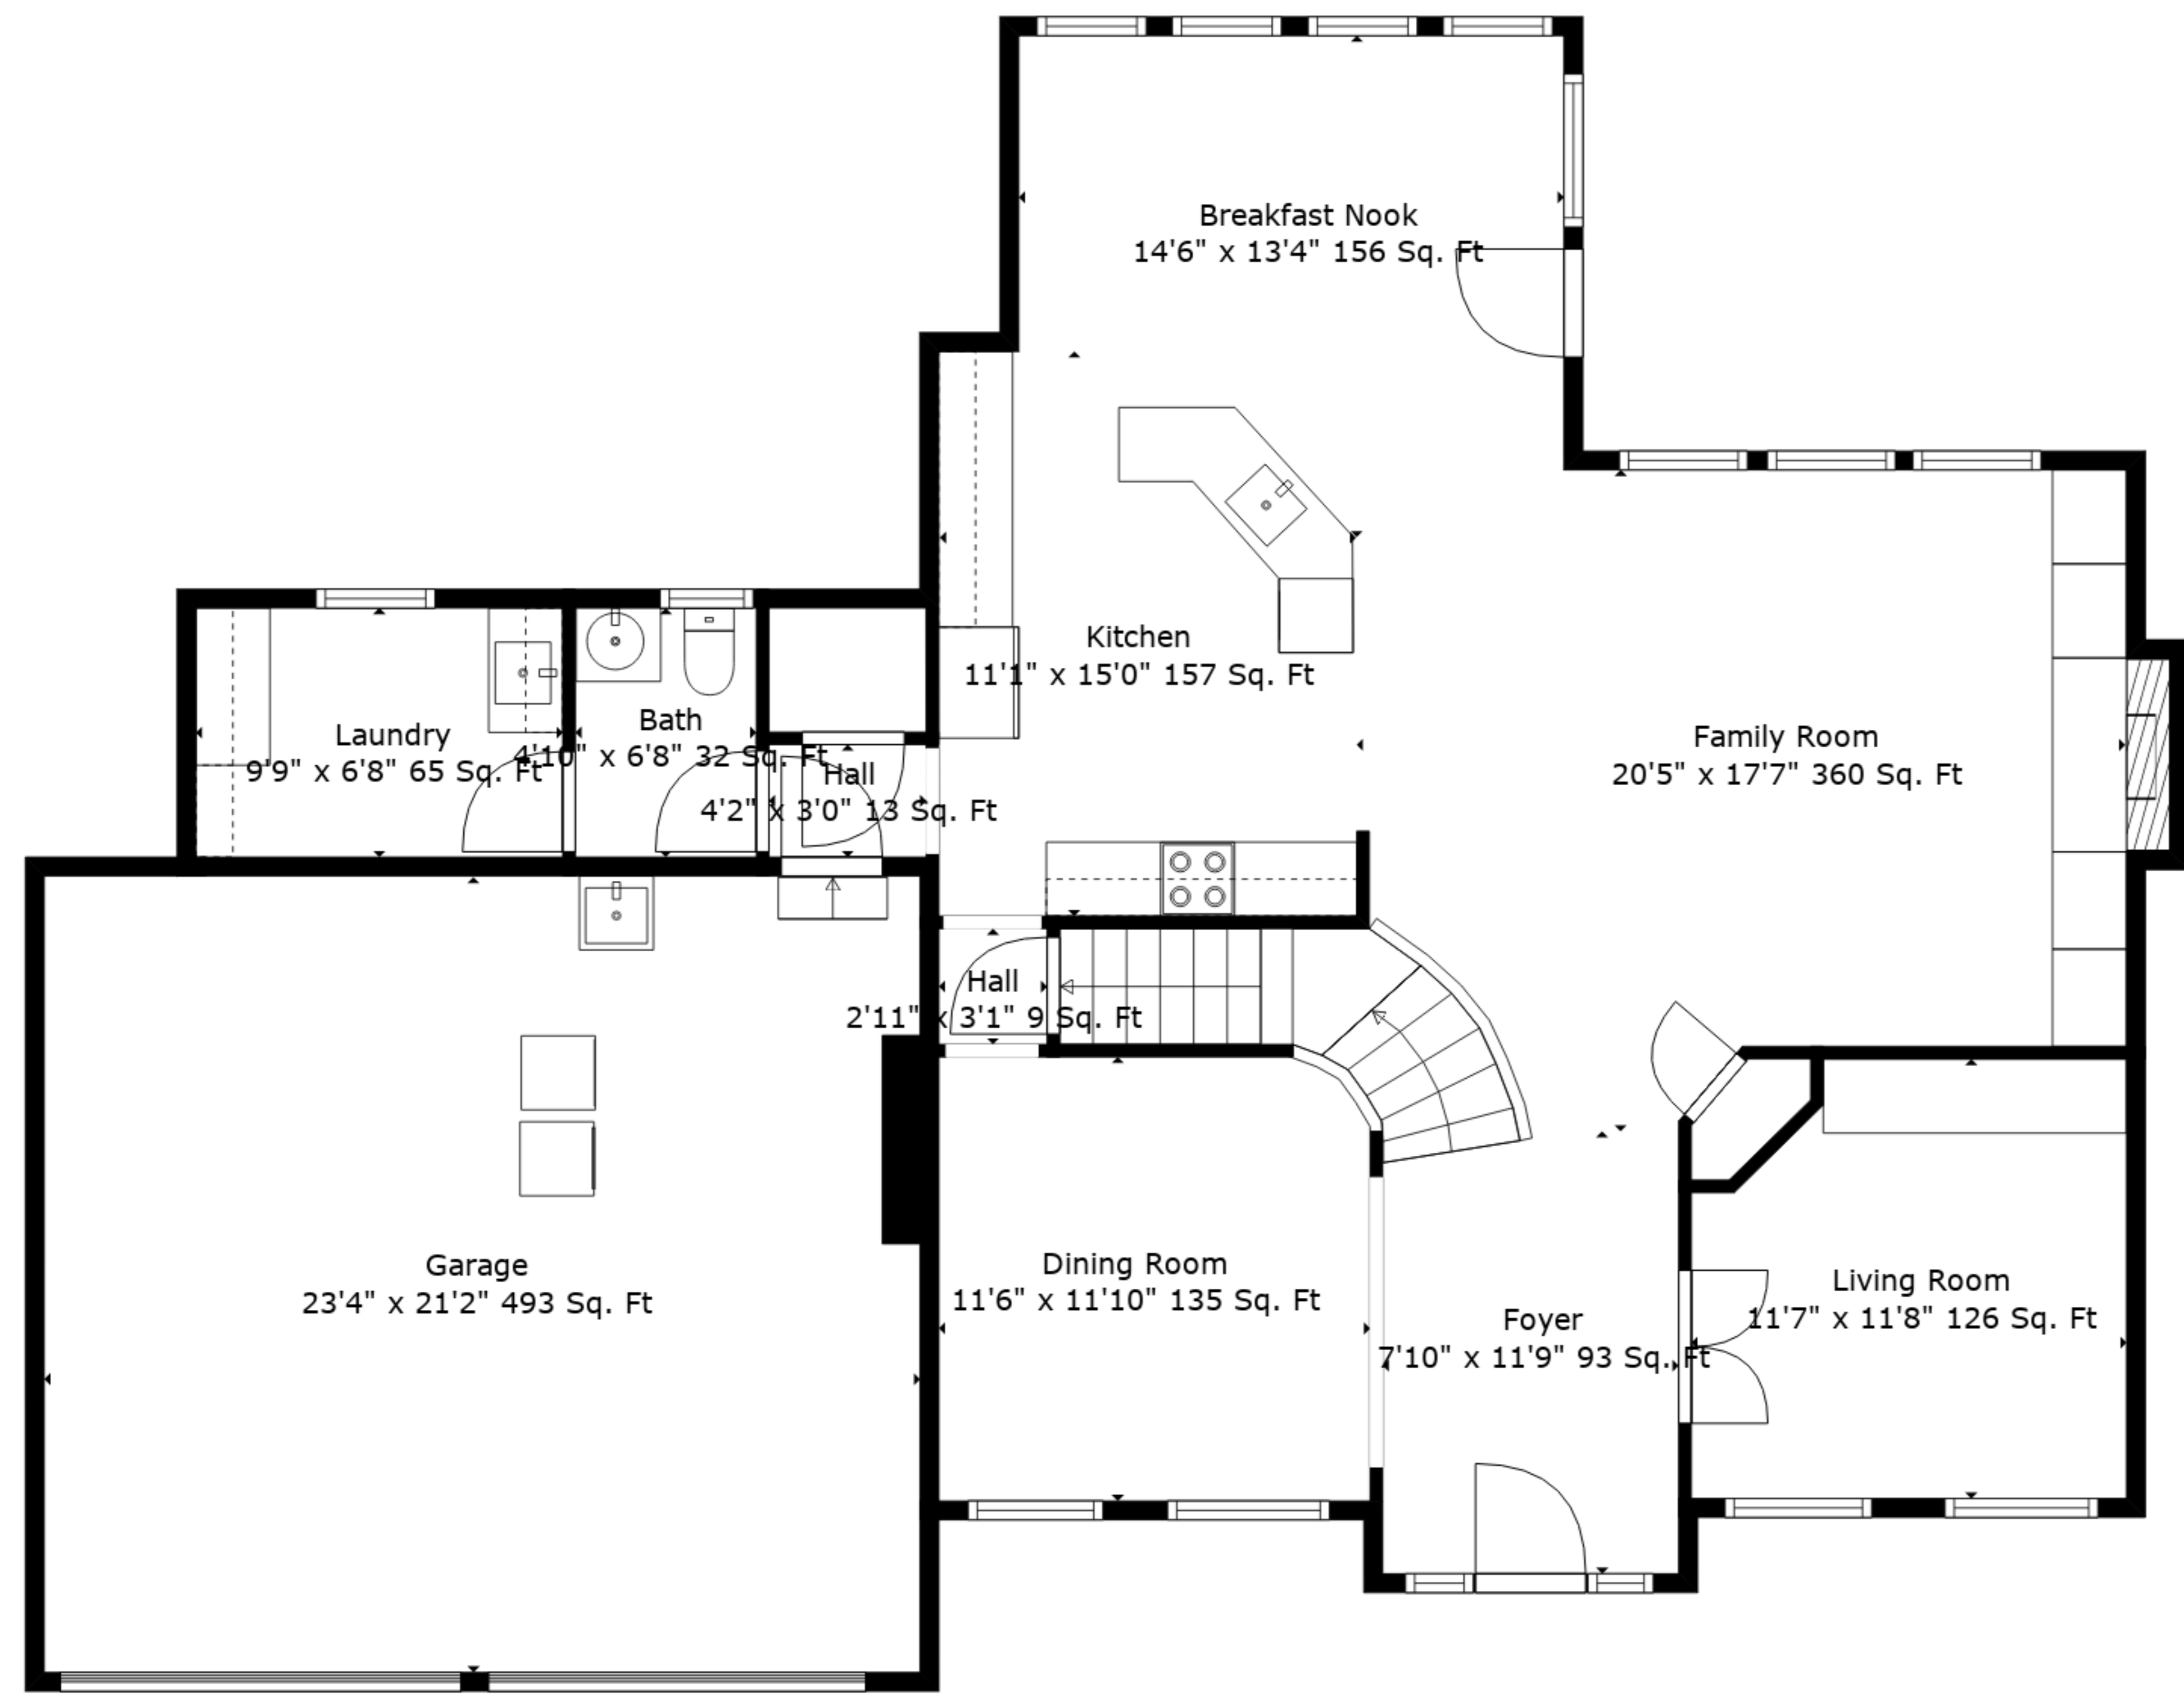 Breakfast Nook
14'6" x 13'4" 156 Sq. Ft
Kitchen
11'1" x 15'0" 157 Sq. Ft
Family Room
20'5" x 17'7" 360 Sq. Ft
Laundry
9'9" x 6'8" 65 Sq. Ft
Bath
4'10" x 6'8" 32 Sq. Ft
Hall
4'2" x 3'0" 13 Sq. Ft
Hall
2'11" x 3'1" 9 Sq. Ft
Garage
23'4" x 21'2" 493 Sq. Ft
Dining Room
11'6" x 11'10" 135 Sq. Ft
Foyer
7'10" x 11'9" 93 Sq. Ft
Living Room
11'7" x 11'8" 126 Sq. Ft